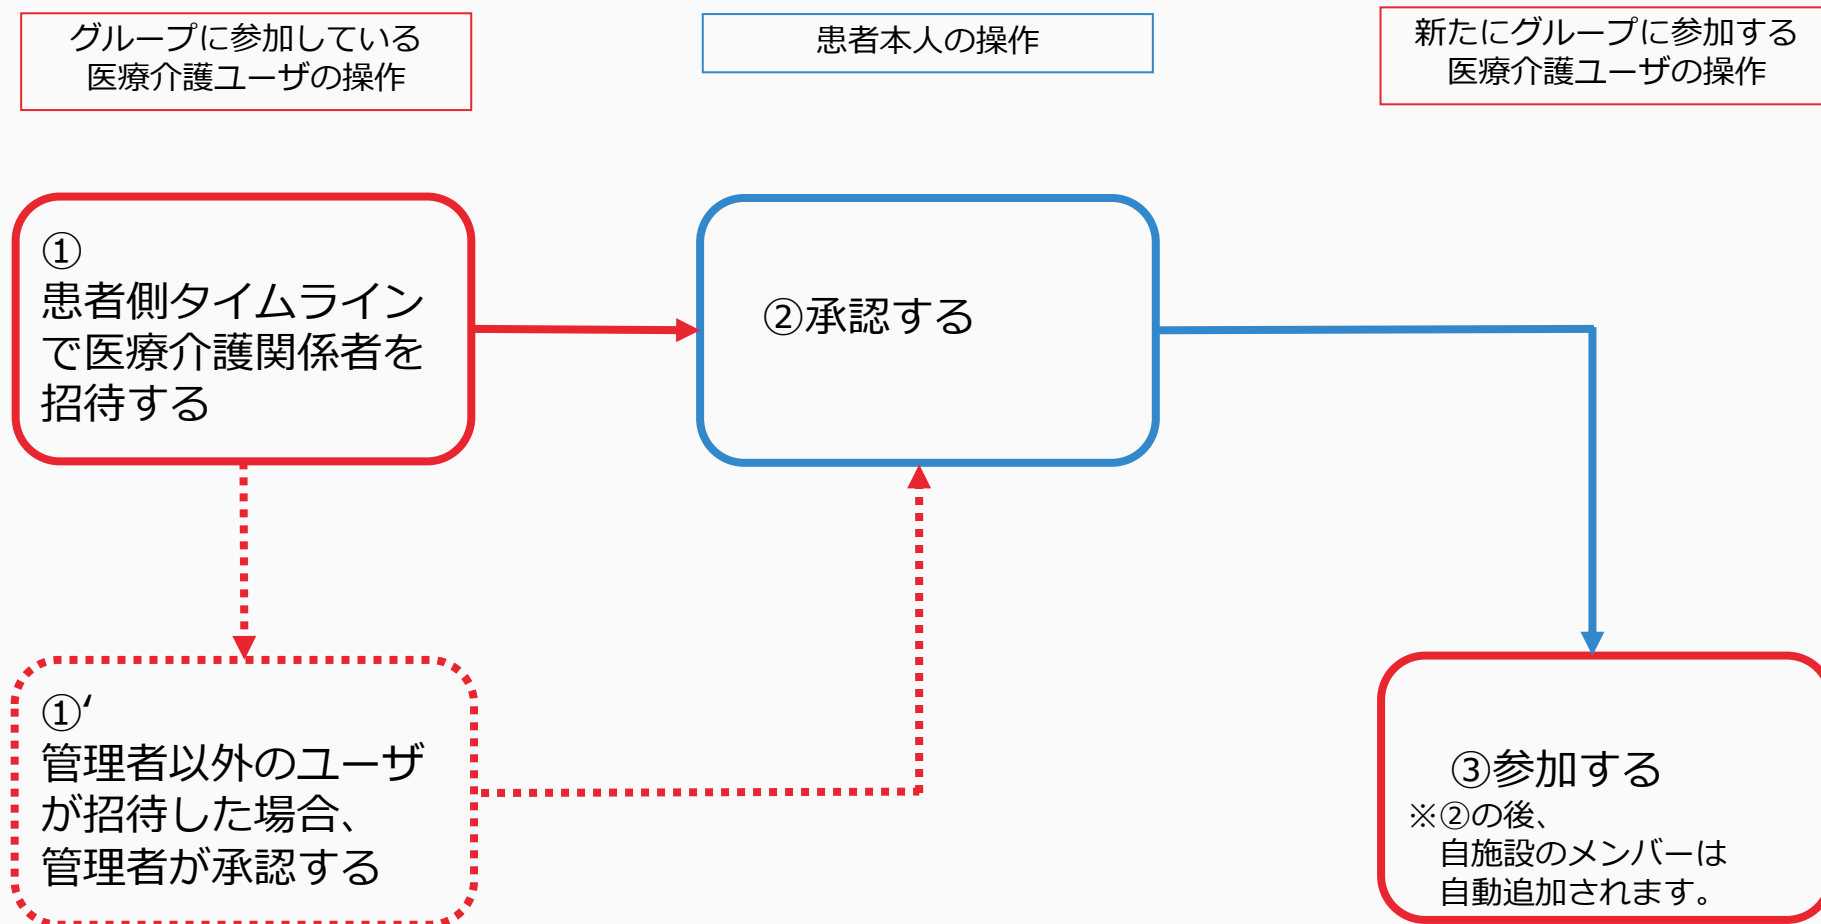 グループに参加している
医療介護ユーザの操作
患者本人の操作
新たにグループに参加する
医療介護ユーザの操作
①
患者側タイムライン
で医療介護関係者を
招待する
②承認する
①‘
管理者以外のユーザ
が招待した場合、
管理者が承認する
③参加する
※②の後、
自施設のメンバーは
自動追加されます。